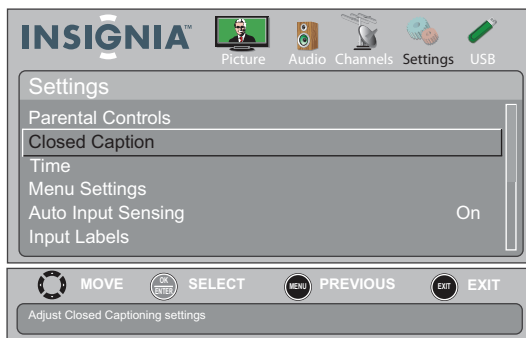 INSIGNIA™
Picture Audio Channels Settings USB
Settings
Parental Controls
Closed Caption
Time
Menu Settings
Auto Input Sensing On
Input Labels
MOVE OK ENTER SELECT MENU PREVIOUS EXIT EXIT
Adjust Closed Captioning settings